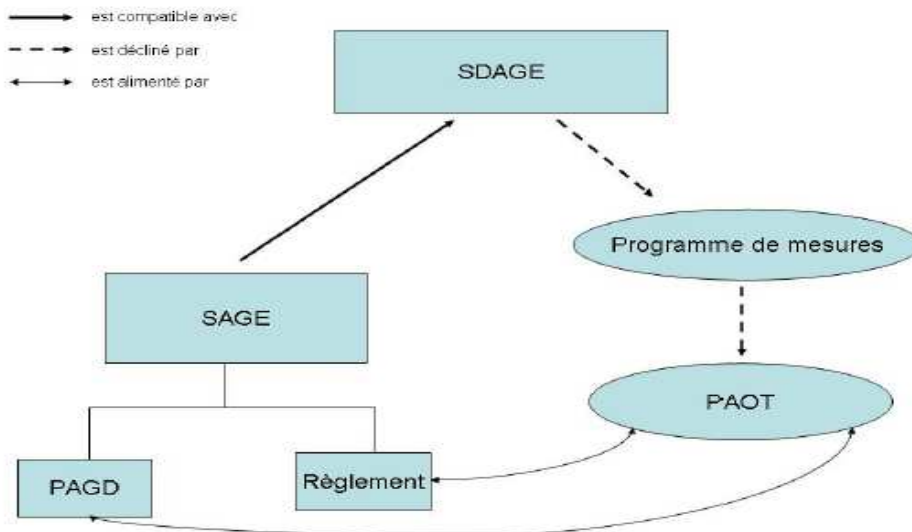 est compatible avec
est décliné par
est alimenté par
SDAGE
Programme de mesures
SAGE
PAOT
PAGD
Règlement